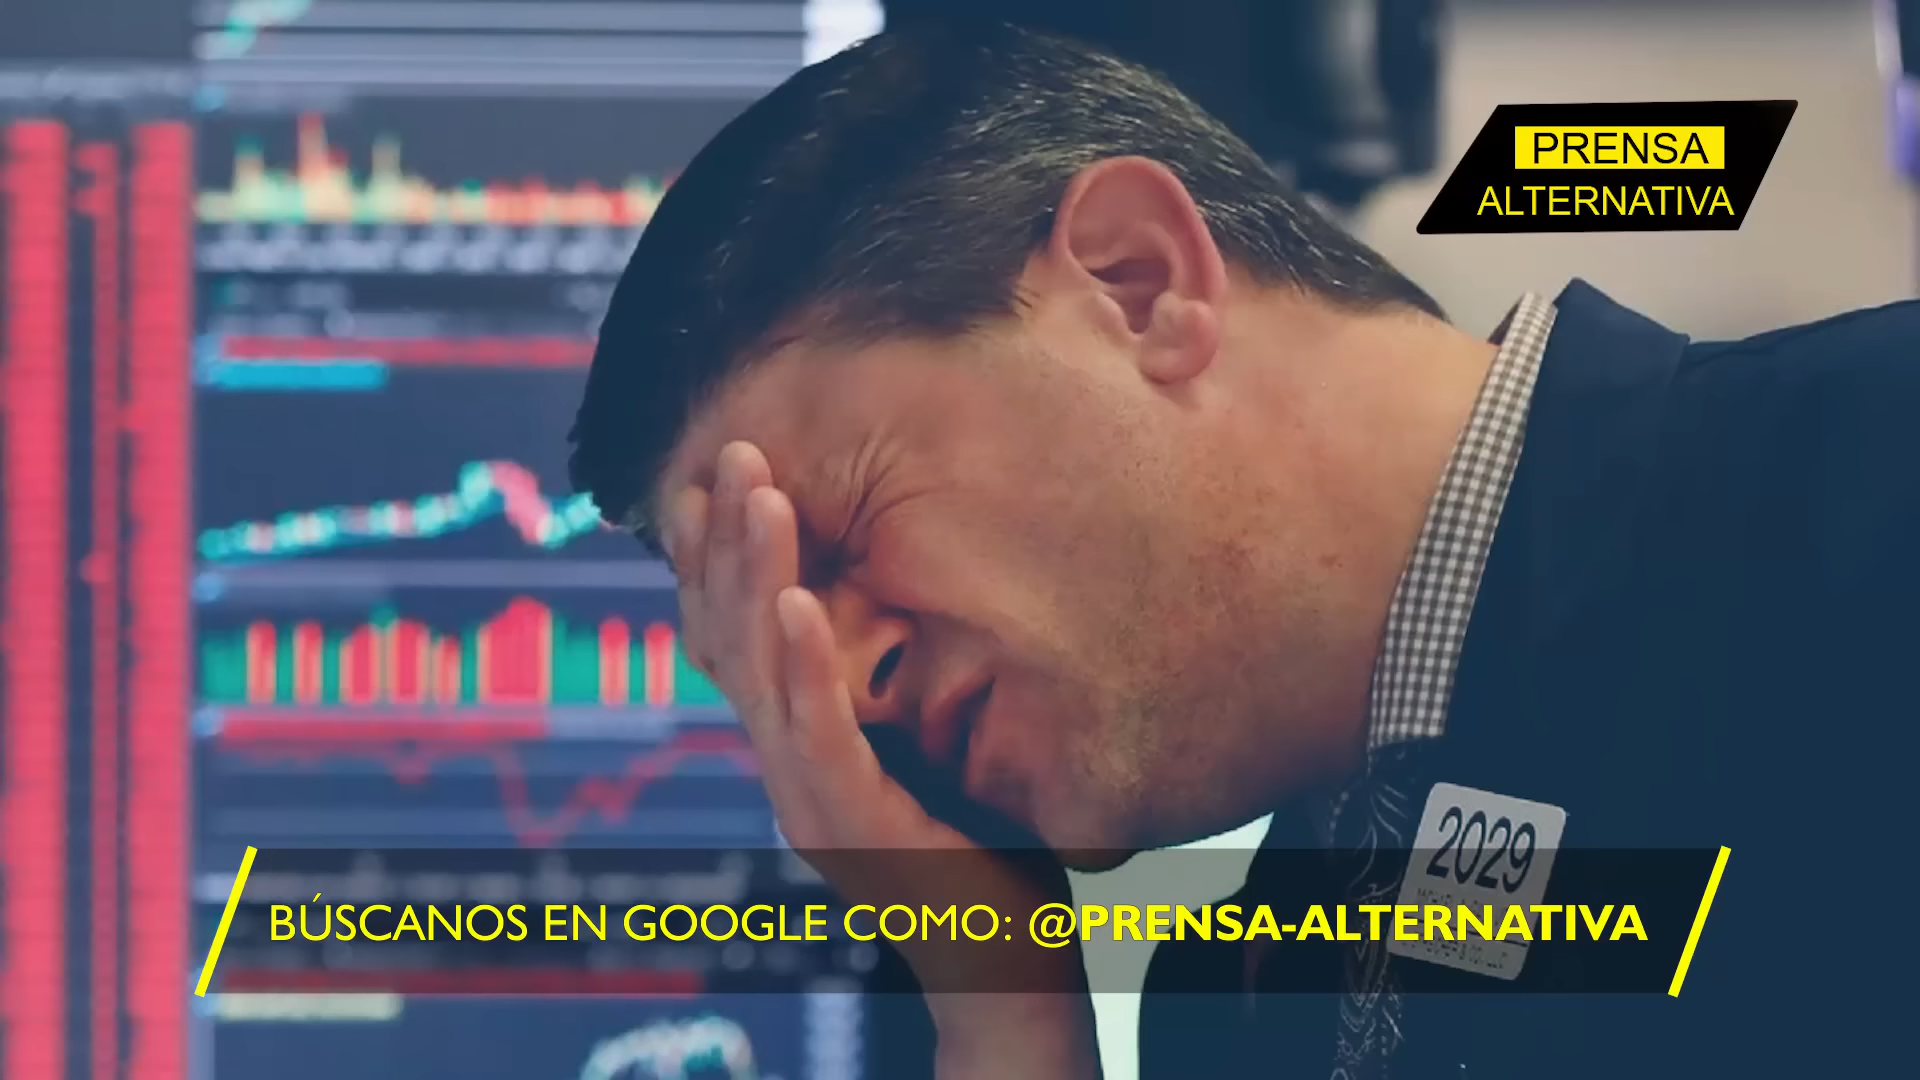 PRENSA
ALTERNATIVA
2029
BÚSCANOS EN GOOGLE COMO: @PRENSA-ALTERNATIVA